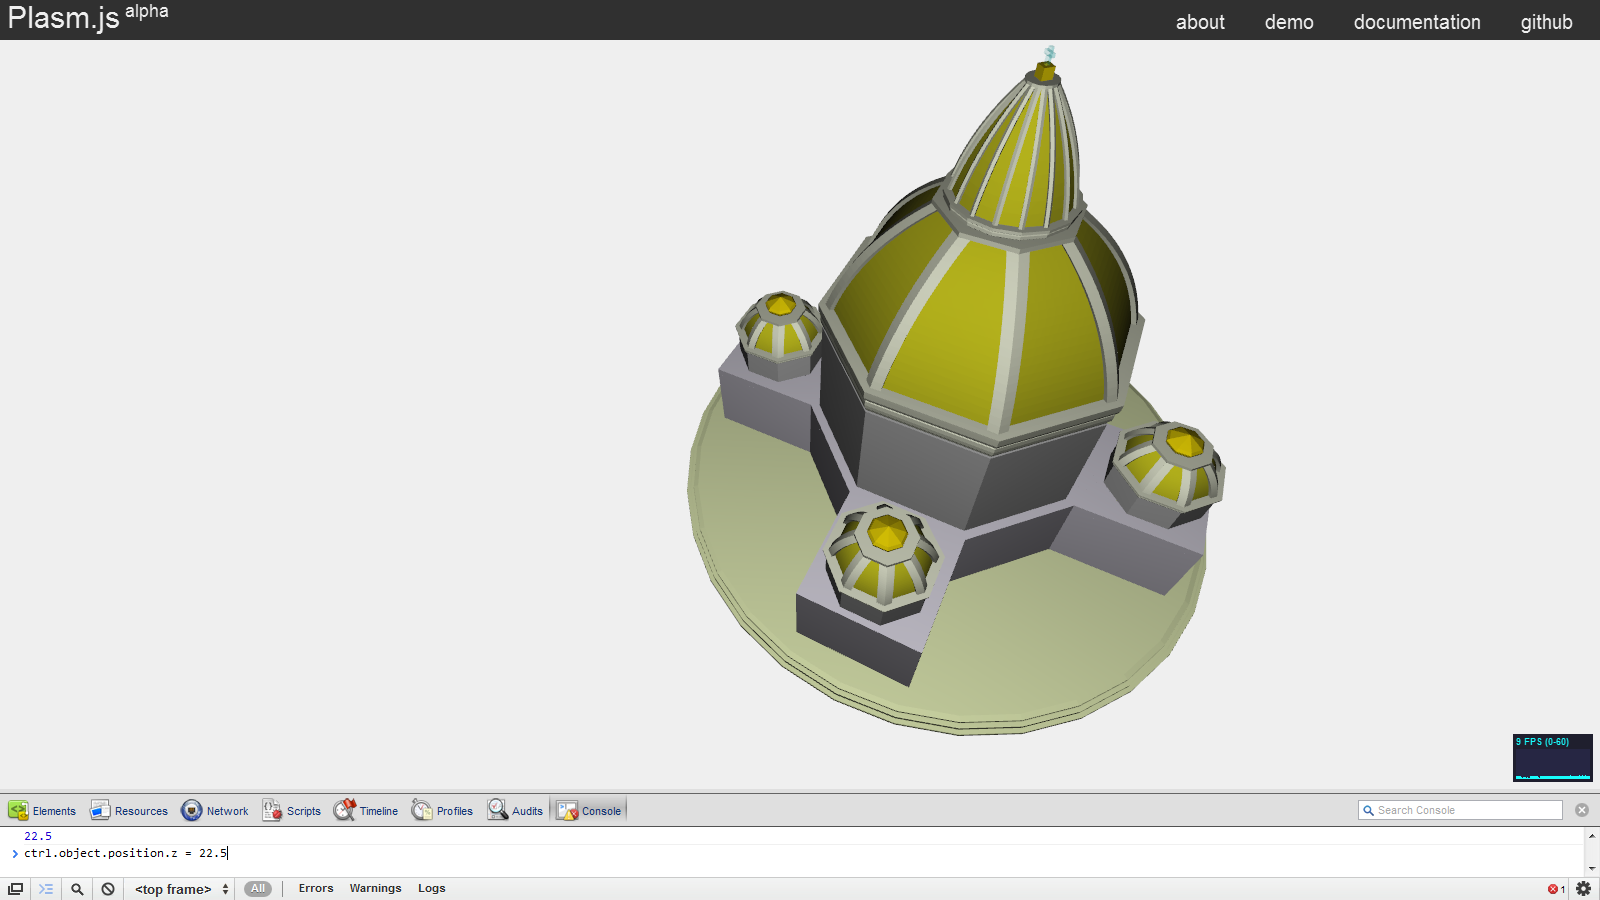 Plasm.js alpha
about demo documentation github
9 FPS (0-60)
Elements Resources Network Scripts Timeline Profiles Audits Console Search Console
22.5
> ctrl.object.position.z = 22.5
<top frame> All Errors Warnings Logs 1